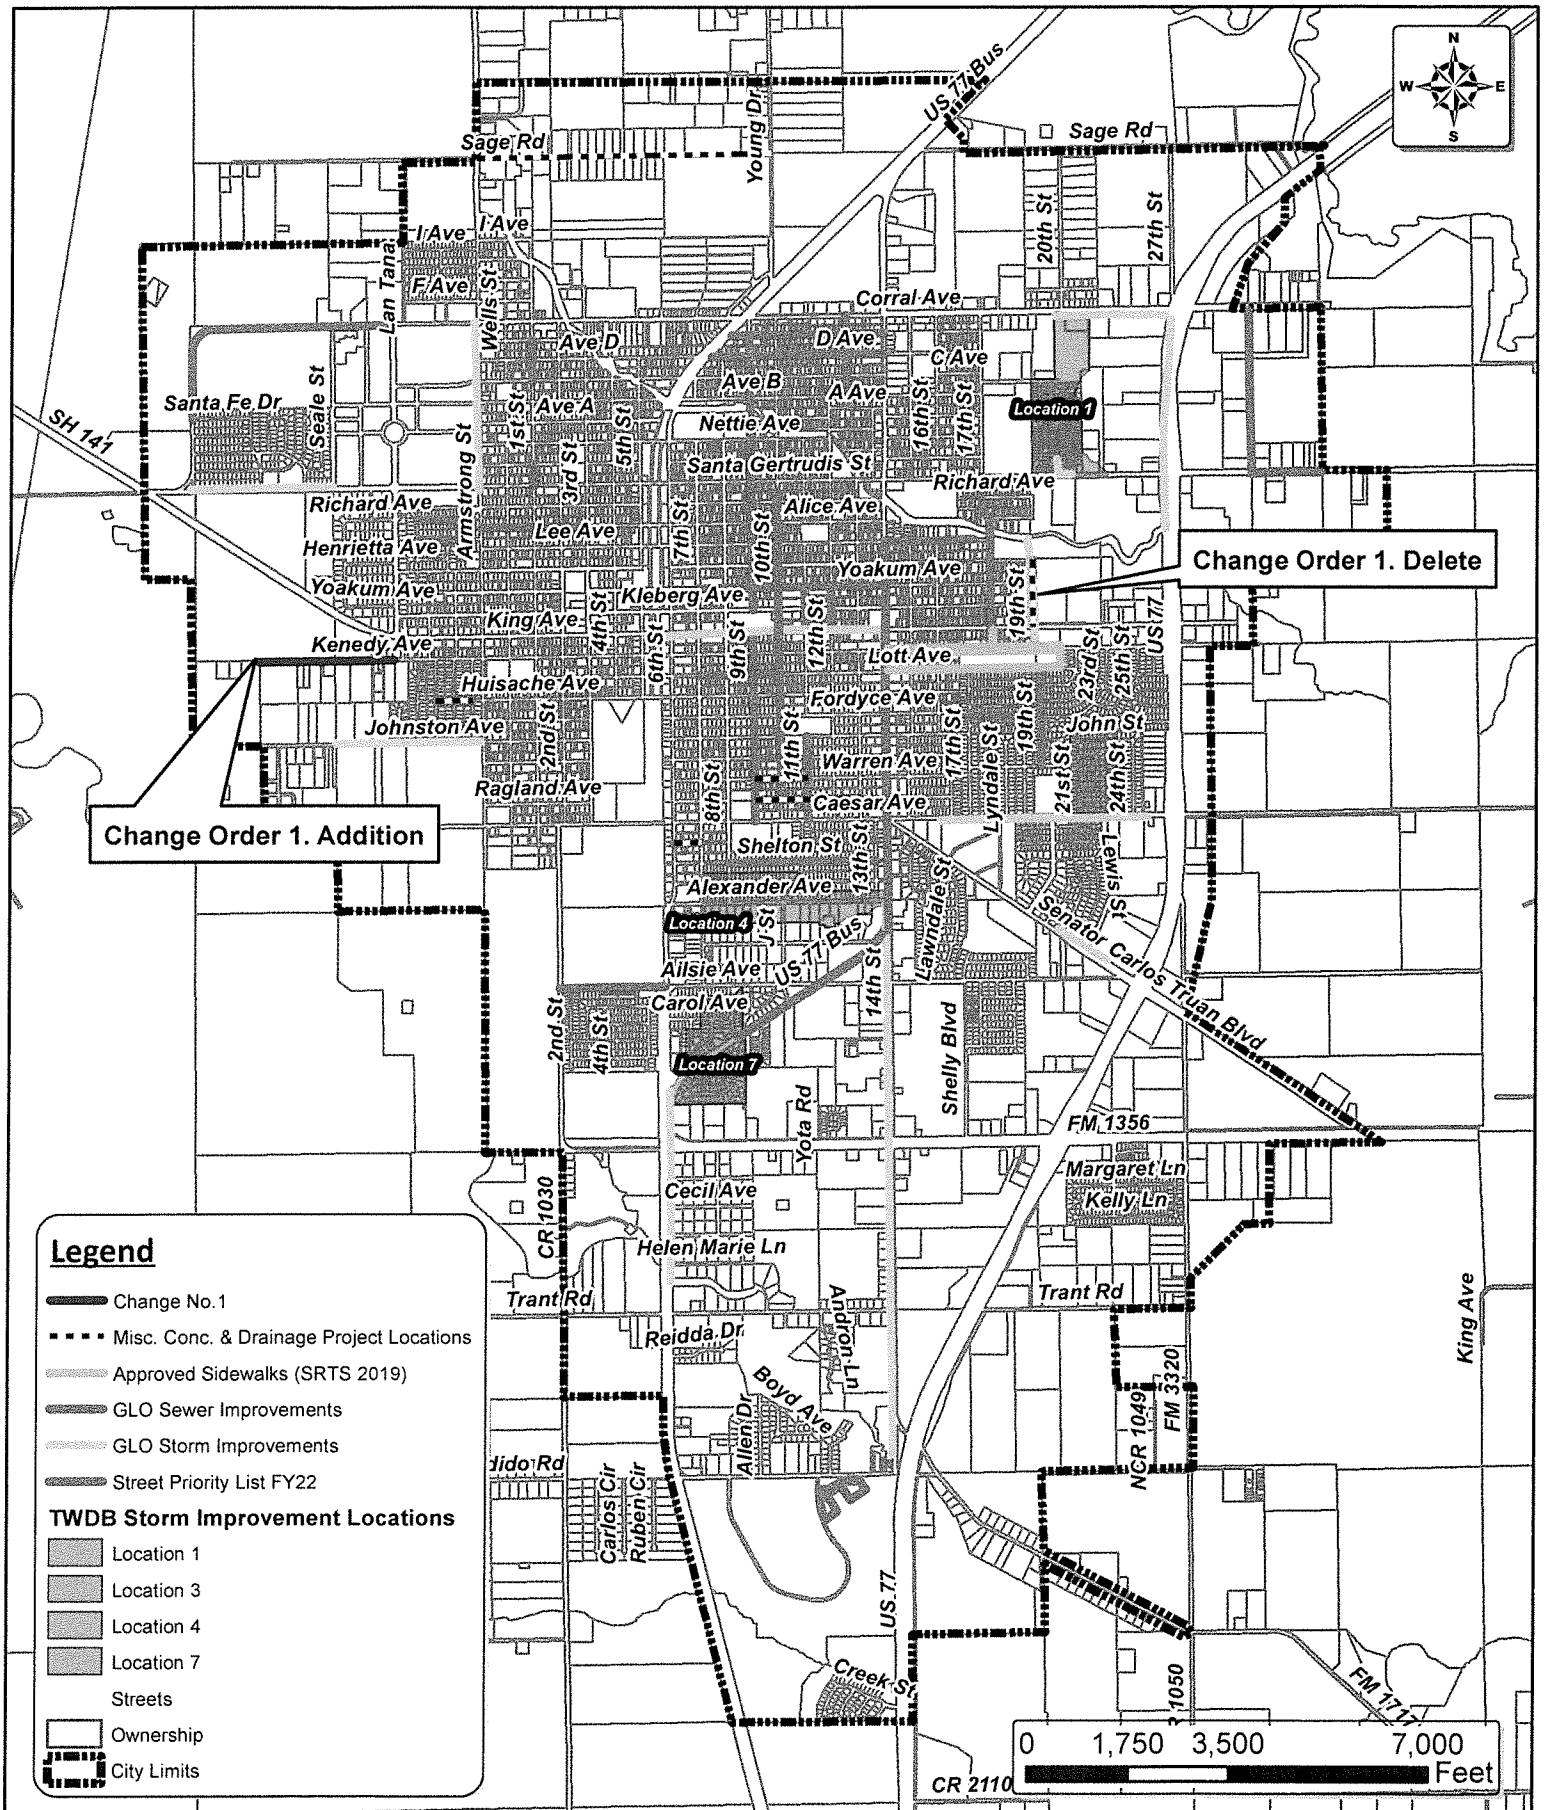 N
W
E
S
US 77 Bus
Sage Rd
Sage Rd
Young Dr
20th St
27th St
I Ave
I Ave
Lan Tana
F Ave
Wells St
Corral Ave
Ave D
D Ave
C Ave
Ave B
A Ave
Santa Fe Dr
Seale St
1st St
Ave A
5th St
Nettie Ave
16th St
17th St
Location 1
SH 141
Armstrong St
3rd St
Santa Gertrudis St
Richard Ave
Richard Ave
Alice Ave
Lee Ave
7th St
10th St
Henrietta Ave
Yoakum Ave
Change Order 1. Delete
Yoakum Ave
Kleberg Ave
19th St
4th St
12th St
King Ave
US 77
Kenedy Ave
6th St
9th St
Lott Ave
23rd St
25th St
Huisache Ave
Fordyce Ave
Johnston Ave
2nd St
11th St
17th St
Lyndale St
19th St
John St
Warren Ave
Ragland Ave
8th St
21st St
24th St
Caesar Ave
Change Order 1. Addition
Shelton St
13th St
Lewis St
Alexander Ave
Lawndale St
Location 4
J St
US 77 Bus
Senator Carlos Truan Blvd
Ailsie Ave
14th St
Carol Ave
2nd St
4th St
Location 7
Shelly Blvd
Yota Rd
FM 1356
Margaret Ln
Kelly Ln
Cecil Ave
CR 1030
Helen Marie Ln
Trant Rd
Trant Rd
Andron Ln
King Ave
Reidda Dr
Boyd Ave
Allen Dr
NCR 1049
FM 3320
dido Rd
Carlos Cir
Ruben Cir
US 77
Creek St
R 1050
FM 1717
CR 2110
Legend
Change No.1
Misc. Conc. & Drainage Project Locations
Approved Sidewalks (SRTS 2019)
GLO Sewer Improvements
GLO Storm Improvements
Street Priority List FY22
TWDB Storm Improvement Locations
Location 1
Location 3
Location 4
Location 7
Streets
Ownership
City Limits
0 1,750 3,500 7,000
Feet